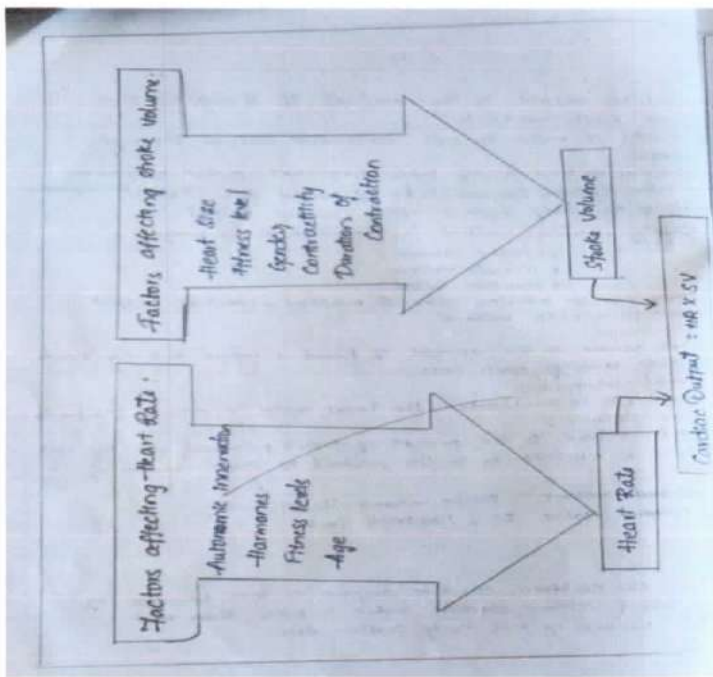 Factors affecting Heart Rate.
Autonomic Innervation
Harmones
Fitness levels
Age
Heart Rate
Factors affecting stroke volume.
Heart Size
Fitness level
Gender
Contractility
Duration of
Contraction
Stroke Volume
Cardiac Output : HR X SV